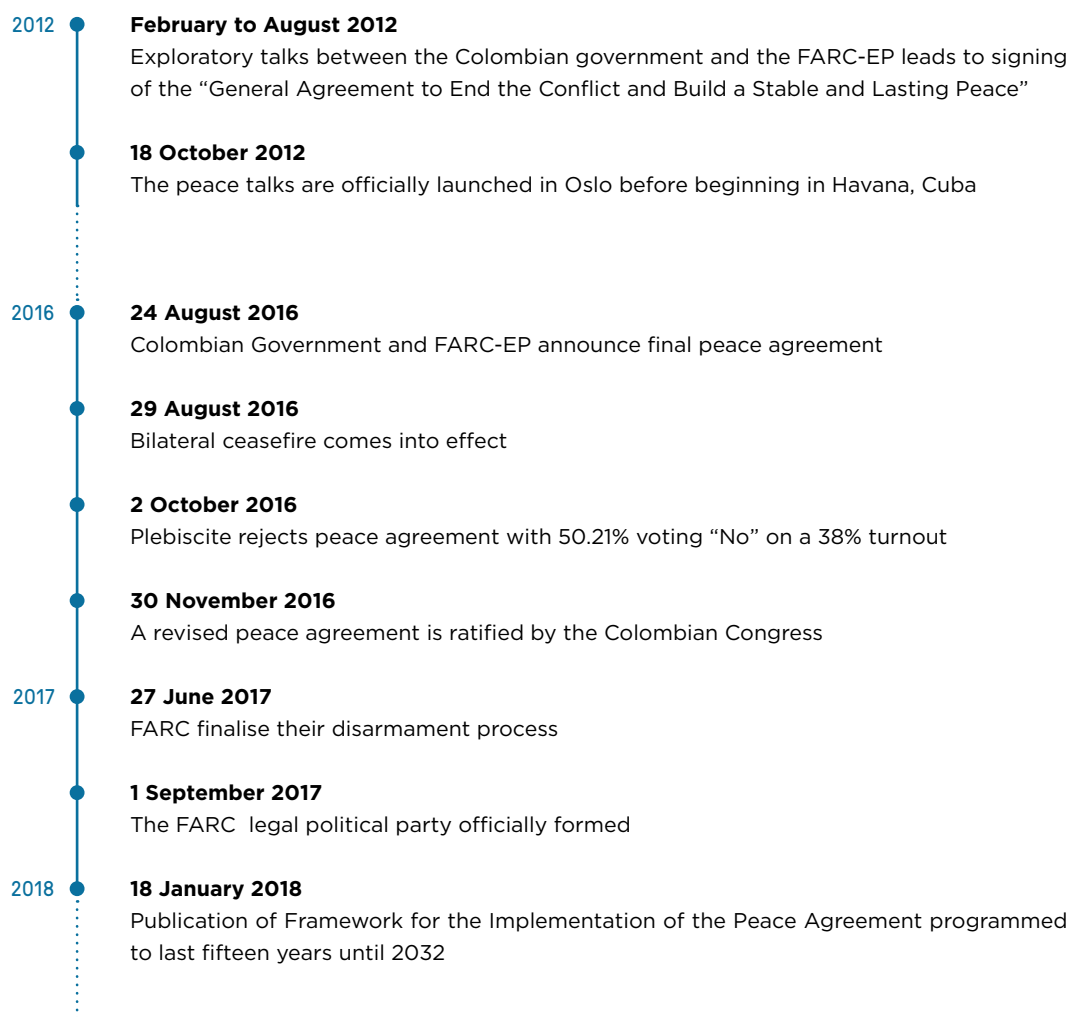 2012
February to August 2012
Exploratory talks between the Colombian government and the FARC-EP leads to signing
of the “General Agreement to End the Conflict and Build a Stable and Lasting Peace”
18 October 2012
The peace talks are officially launched in Oslo before beginning in Havana, Cuba
2016
24 August 2016
Colombian Government and FARC-EP announce final peace agreement
29 August 2016
Bilateral ceasefire comes into effect
2 October 2016
Plebiscite rejects peace agreement with 50.21% voting “No” on a 38% turnout
30 November 2016
A revised peace agreement is ratified by the Colombian Congress
2017
27 June 2017
FARC finalise their disarmament process
1 September 2017
The FARC  legal political party officially formed
2018
18 January 2018
Publication of Framework for the Implementation of the Peace Agreement programmed
to last fifteen years until 2032